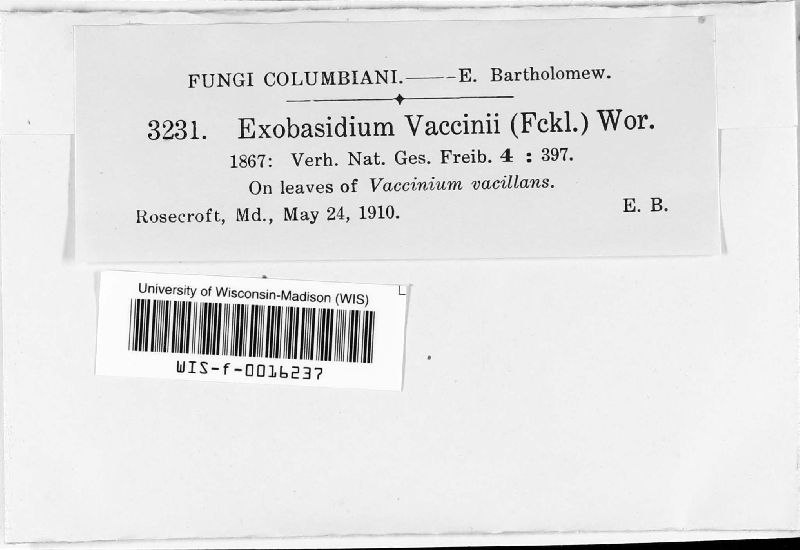 FUNGI COLUMBIANI.——E. Bartholomew.
3231. Exobasidium Vaccinii (Fckl.) Wor.
1867: Verh. Nat. Ges. Freib. 4 : 397.
On leaves of Vaccinium vacillans.
Rosecroft, Md., May 24, 1910. E. B.
University of Wisconsin-Madison (WIS)
WIS-f-0016237